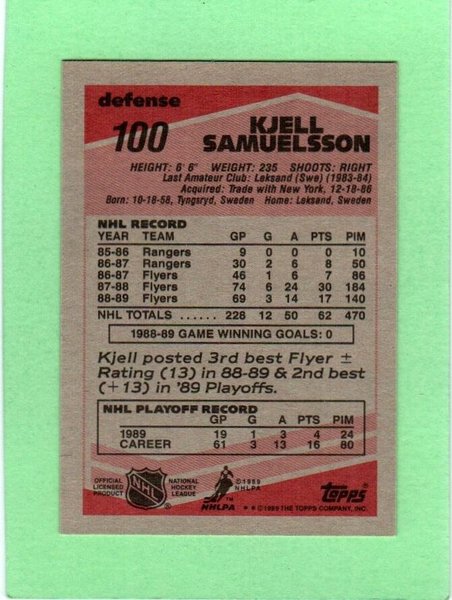 defense
100
KJELL
SAMUELSSON
HEIGHT: 6' 6" WEIGHT: 235 SHOOTS: RIGHT
Last Amateur Club: Leksand (Swe) (1983-84)
Acquired: Trade with New York, 12-18-86
Born: 10-18-58, Tyngsryd, Sweden Home: Leksand, Sweden
NHL RECORD
YEAR TEAM GP G A PTS PIM
85-86 Rangers 9 0 0 0 10
86-87 Rangers 30 2 6 8 50
86-87 Flyers 46 1 6 7 86
87-88 Flyers 74 6 24 30 184
88-89 Flyers 69 3 14 17 140
NHL TOTALS ...... 228 12 50 62 470
1988-89 GAME WINNING GOALS: 0
Kjell posted 3rd best Flyer ±
Rating (13) in 88-89 & 2nd best
(+13) in '89 Playoffs.
NHL PLAYOFF RECORD
GP G A PTS PIM
1989 19 1 3 4 24
CAREER 61 3 13 16 80
OFFICIAL
LICENSED
PRODUCT
NHL
NATIONAL
HOCKEY
LEAGUE
©1989
NHLPA
NHLPA
TOPPS
* * ©1989 THE TOPPS COMPANY, INC.